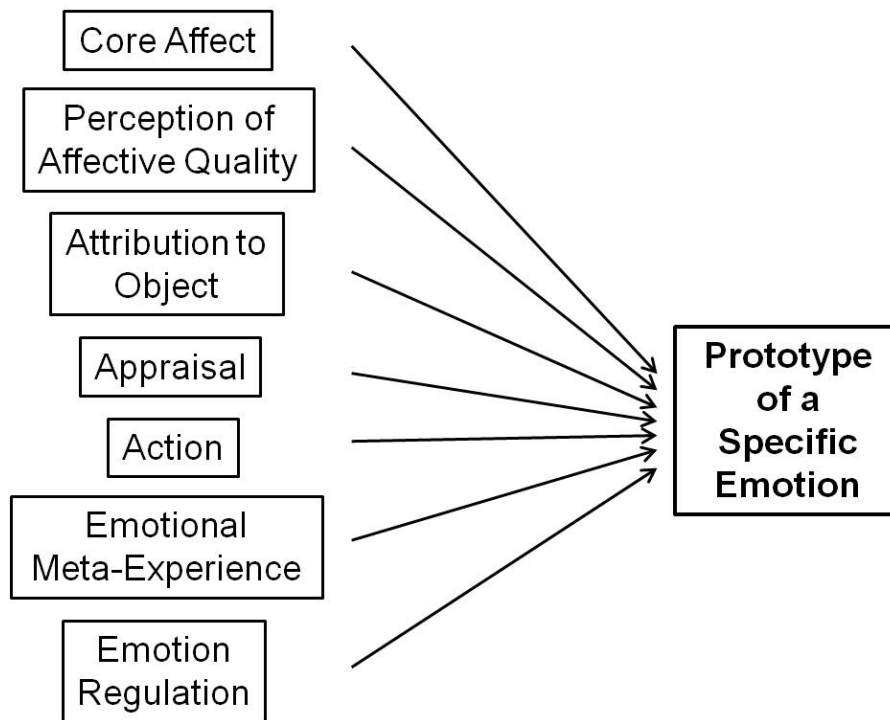 Core Affect
Perception of
Affective Quality
Attribution to
Object
Appraisal
Action
Emotional
Meta-Experience
Emotion
Regulation
Prototype
of a
Specific
Emotion